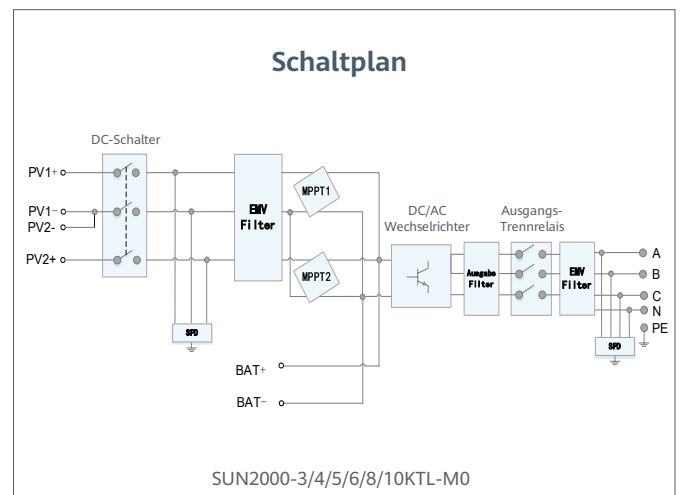 Schaltplan
DC-Schalter
PV1+
PV1−
PV2-
PV2+
EMV
Filter
MPPT1
MPPT2
SPD
BAT+
BAT−
DC/AC
Wechselrichter
Ausgabe
Filter
Ausgangs-
Trennrelais
EMV
Filter
A
B
C
N
PE
SPD
SUN2000-3/4/5/6/8/10KTL-M0